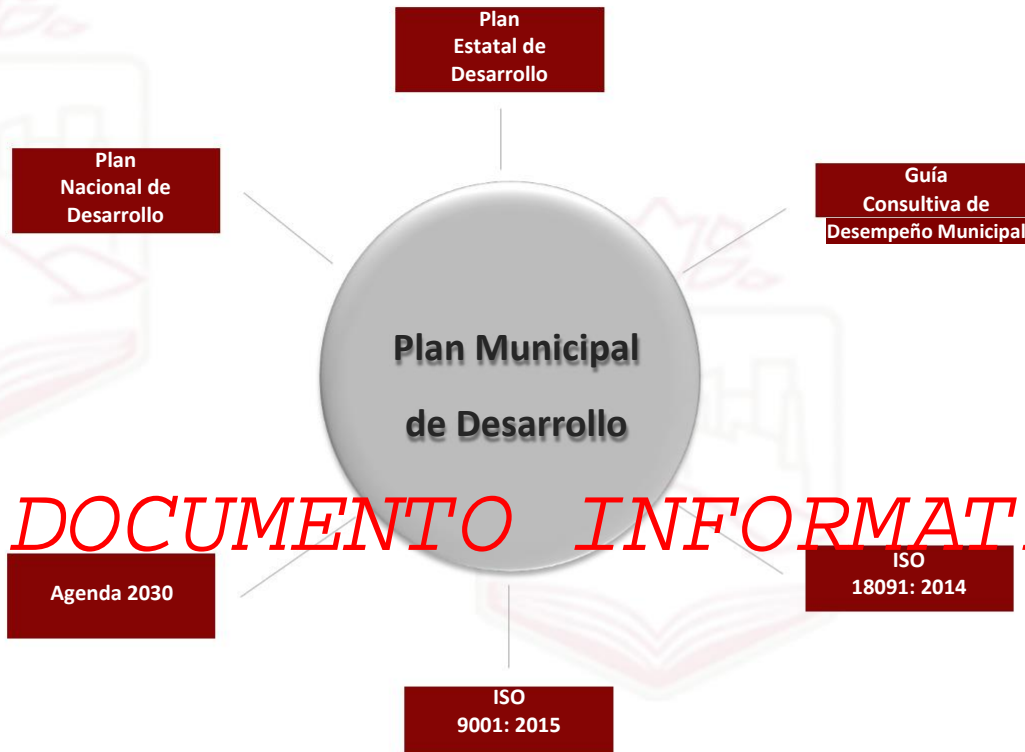 Plan
Estatal de
Desarrollo
Plan
Nacional de
Desarrollo
Guía
Consultiva de
Desempeño Municipal
Plan Municipal
de Desarrollo
DOCUMENTO INFORMAT
Agenda 2030
ISO
18091: 2014
ISO
9001: 2015